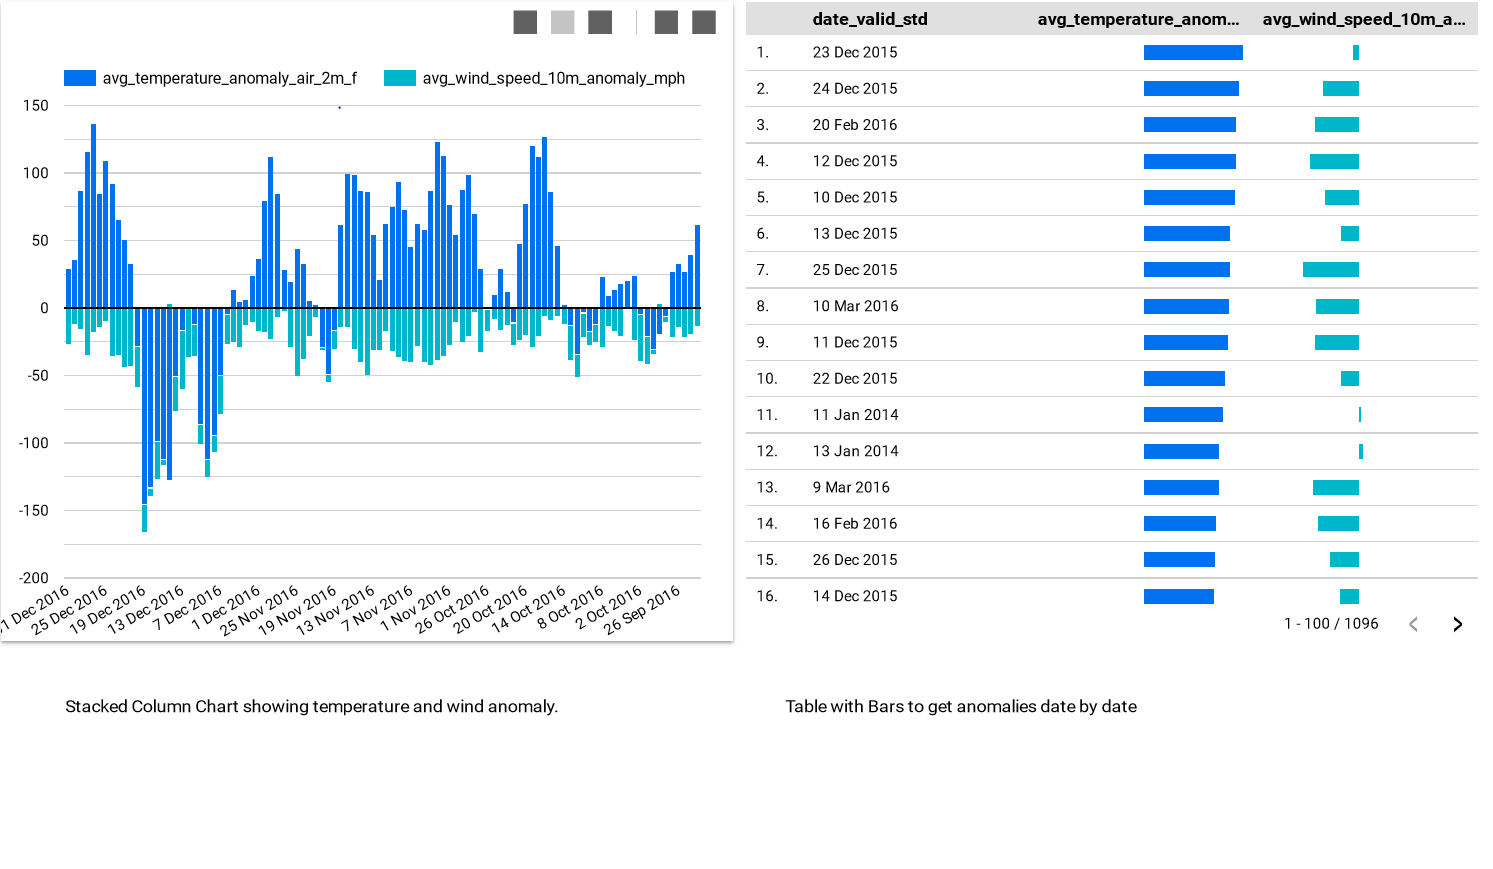 avg_temperature_anomaly_air_2m_f avg_wind_speed_10m_anomaly_mph
150
100
50
0
-50
-100
-150
-200
1 Dec 2016 25 Dec 2016 19 Dec 2016 13 Dec 2016 7 Dec 2016 1 Dec 2016 25 Nov 2016 19 Nov 2016 13 Nov 2016 7 Nov 2016 1 Nov 2016 26 Oct 2016 20 Oct 2016 14 Oct 2016 8 Oct 2016 2 Oct 2016 26 Sep 2016
date_valid_std avg_temperature_anom... avg_wind_speed_10m_a...
1. 23 Dec 2015
2. 24 Dec 2015
3. 20 Feb 2016
4. 12 Dec 2015
5. 10 Dec 2015
6. 13 Dec 2015
7. 25 Dec 2015
8. 10 Mar 2016
9. 11 Dec 2015
10. 22 Dec 2015
11. 11 Jan 2014
12. 13 Jan 2014
13. 9 Mar 2016
14. 16 Feb 2016
15. 26 Dec 2015
16. 14 Dec 2015
1 - 100 / 1096
Stacked Column Chart showing temperature and wind anomaly.
Table with Bars to get anomalies date by date